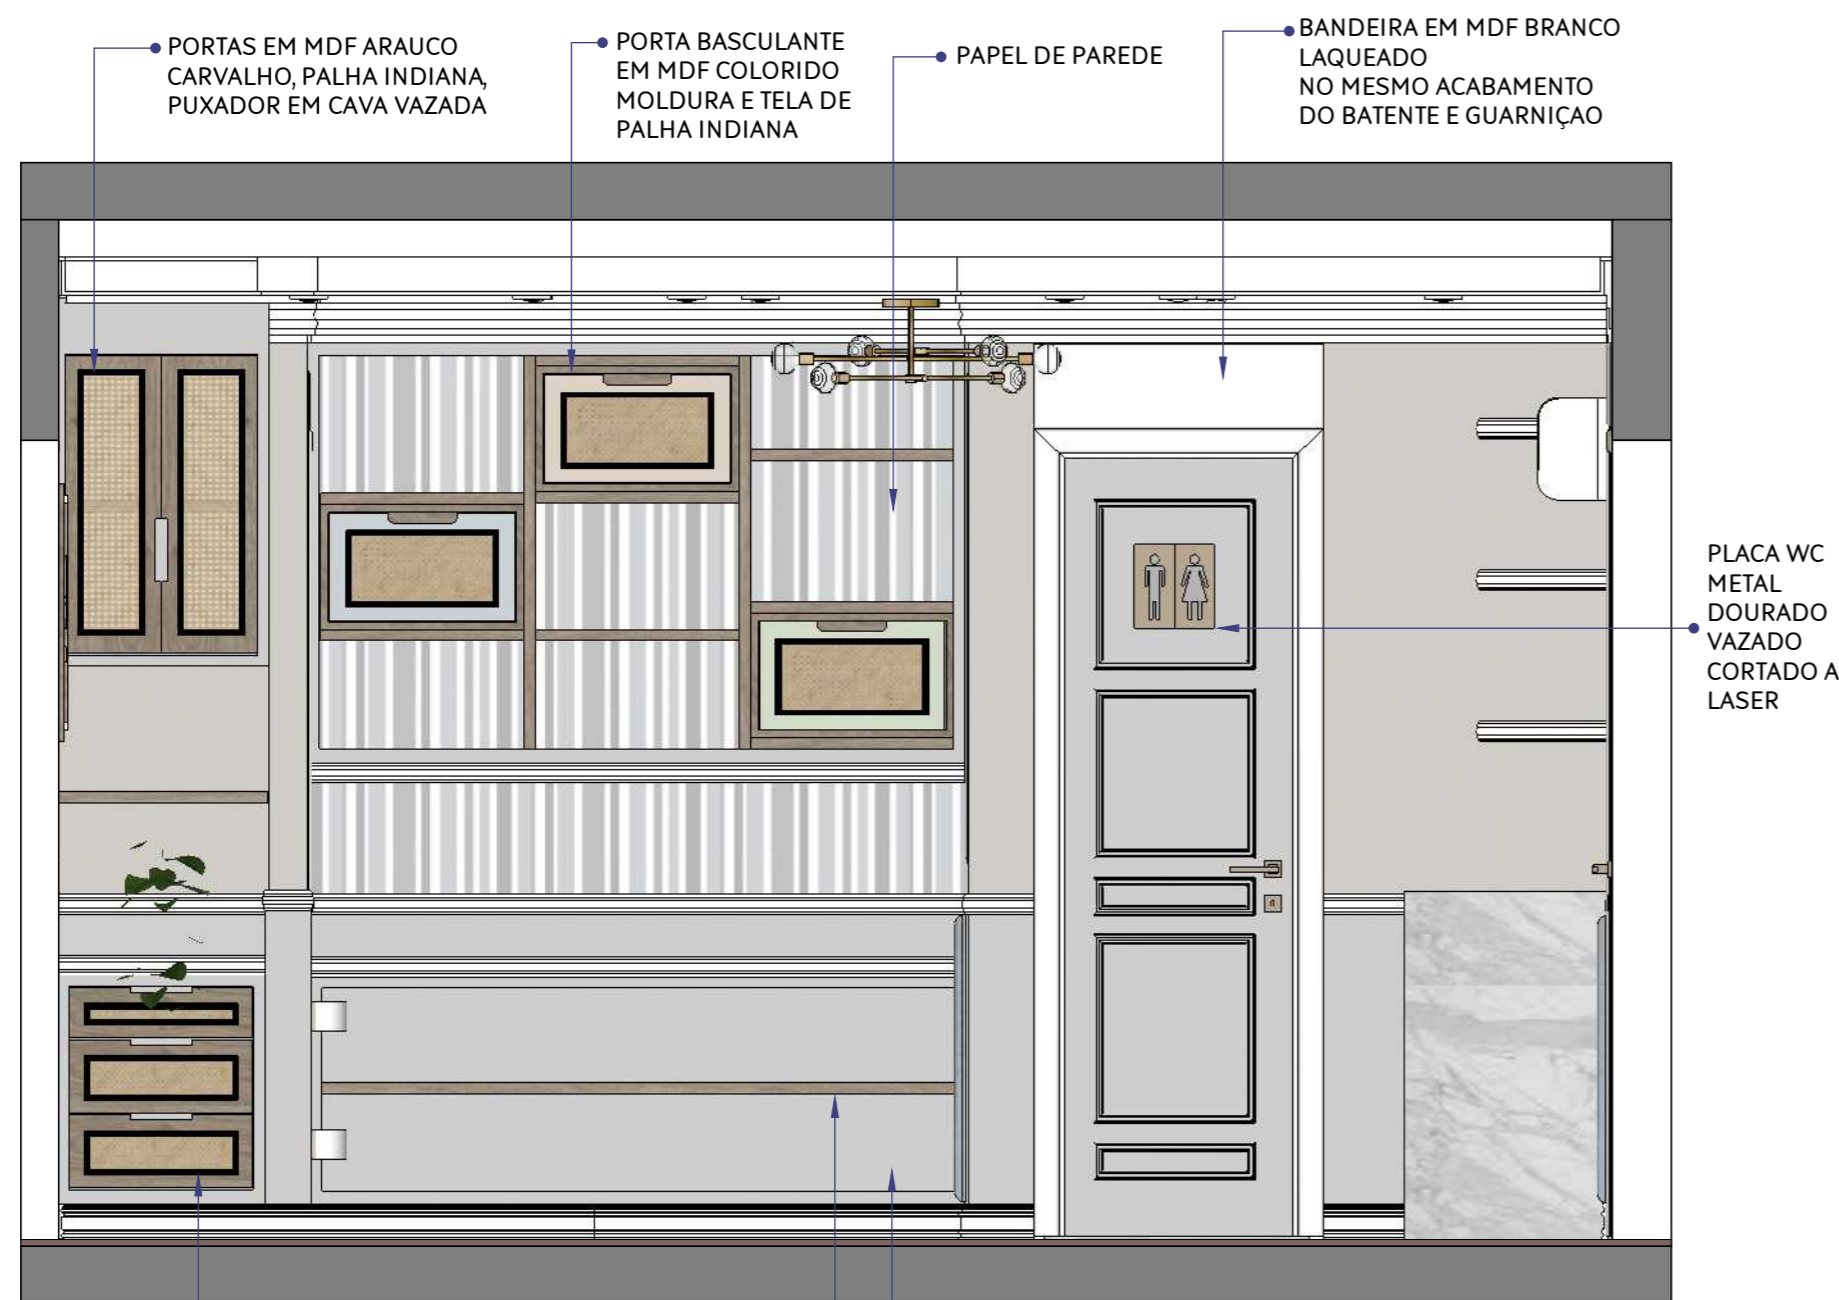 PORTAS EM MDF ARAUCO
CARVALHO, PALHA INDIANA,
PUXADOR EM CAVA VAZADA
PORTA BASCULANTE
EM MDF COLORIDO
MOLDURA E TELA DE
PALHA INDIANA
PAPEL DE PAREDE
BANDEIRA EM MDF BRANCO
LAQUEADO
NO MESMO ACABAMENTO
DO BATENTE E GUARNIÇAO
PLACA WC
METAL
DOURADO
VAZADO
CORTADO A
LASER